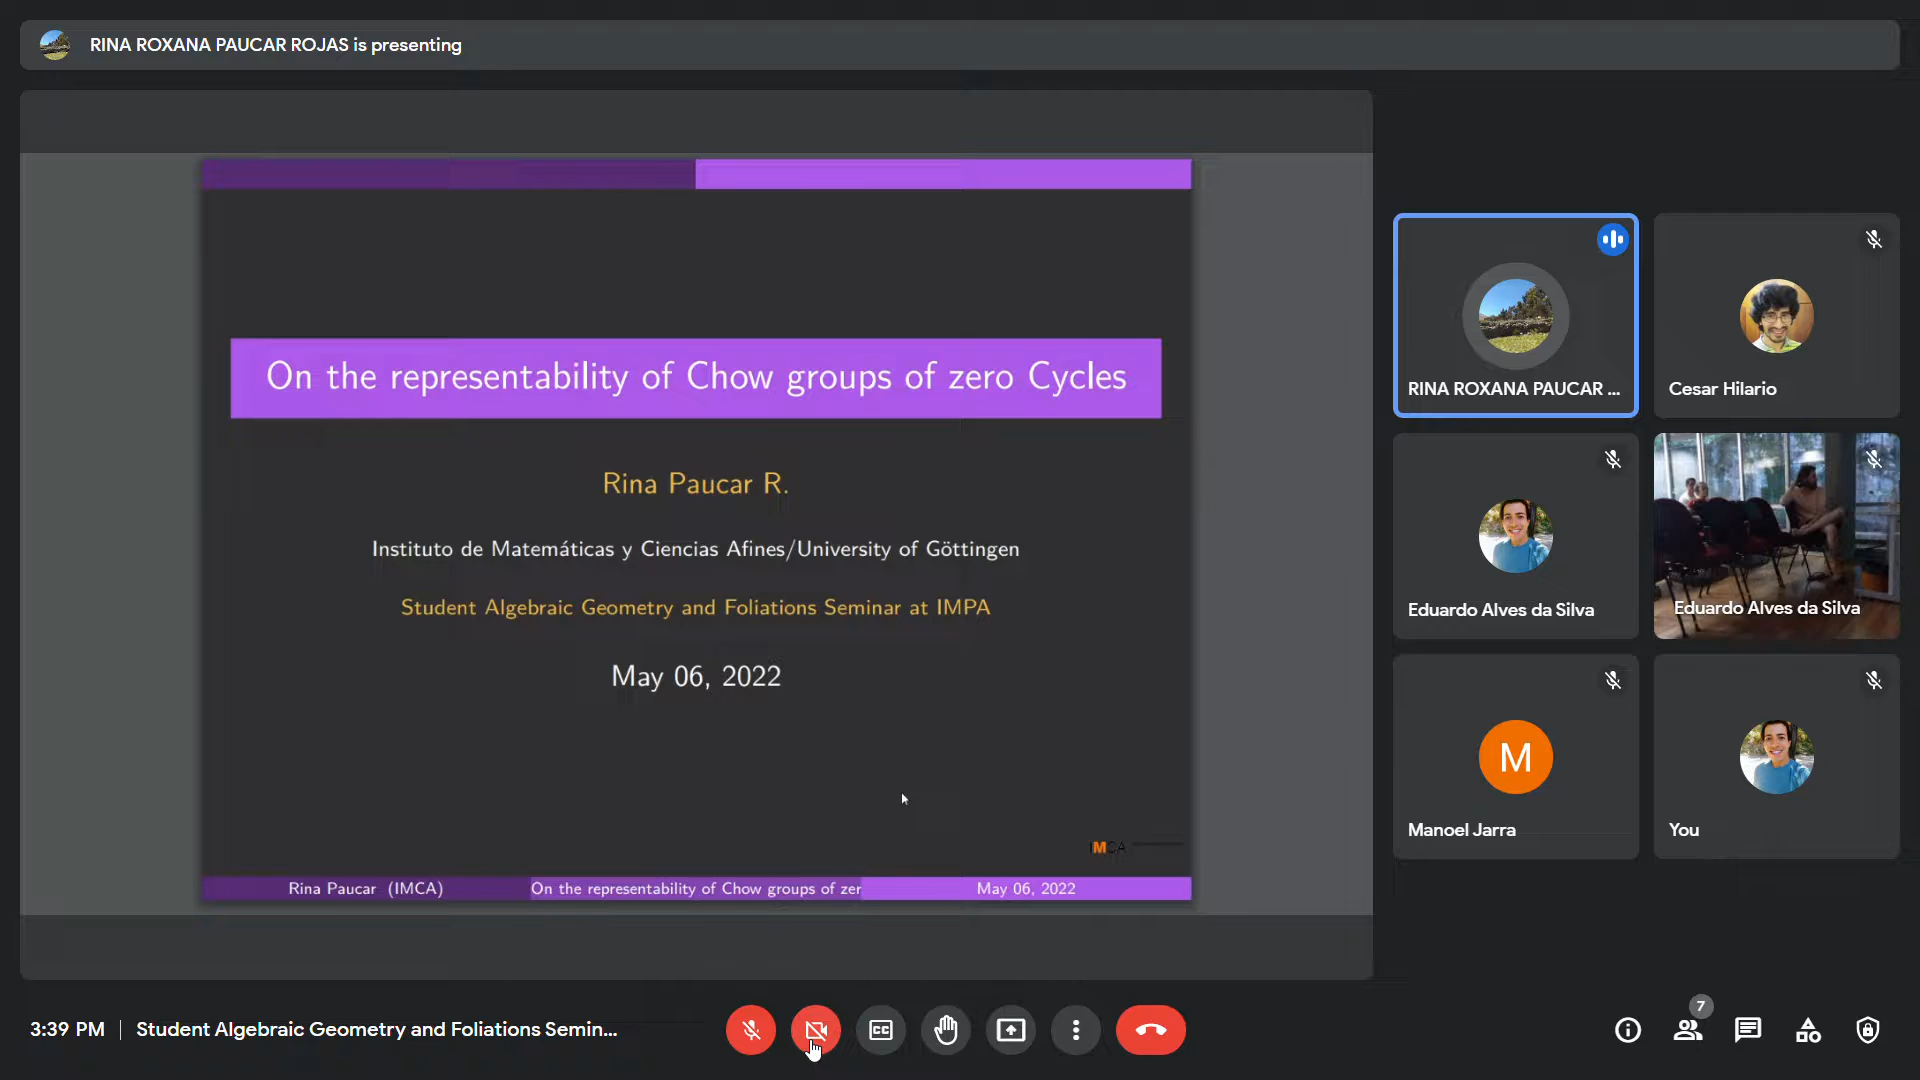 RINA ROXANA PAUCAR ROJAS is presenting
On the representability of Chow groups of zero Cycles
Rina Paucar R.
Instituto de Matemáticas y Ciencias Afines/University of Göttingen
Student Algebraic Geometry and Foliations Seminar at IMPA
May 06, 2022
IMCA
Rina Paucar (IMCA) On the representability of Chow groups of zer May 06, 2022
RINA ROXANA PAUCAR ...
Cesar Hilario
Eduardo Alves da Silva
Eduardo Alves da Silva
M
Manoel Jarra
You
3:39 PM | Student Algebraic Geometry and Foliations Semin...
CC
7